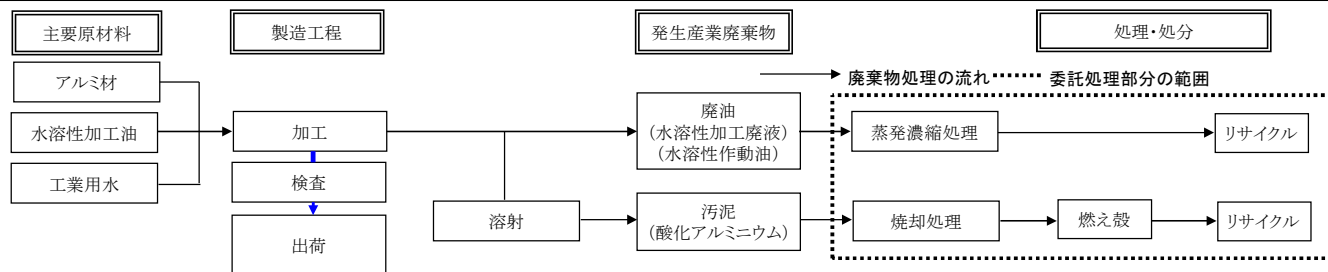 主要原材料
製造工程
発生産業廃棄物
処理・処分
廃棄物処理の流れ
委託処理部分の範囲
アルミ材
水溶性加工油
工業用水
加工
検査
出荷
溶射
廃油
(水溶性加工廃液)
(水溶性作動油)
汚泥
(酸化アルミニウム)
蒸発濃縮処理
リサイクル
焼却処理
燃え殻
リサイクル